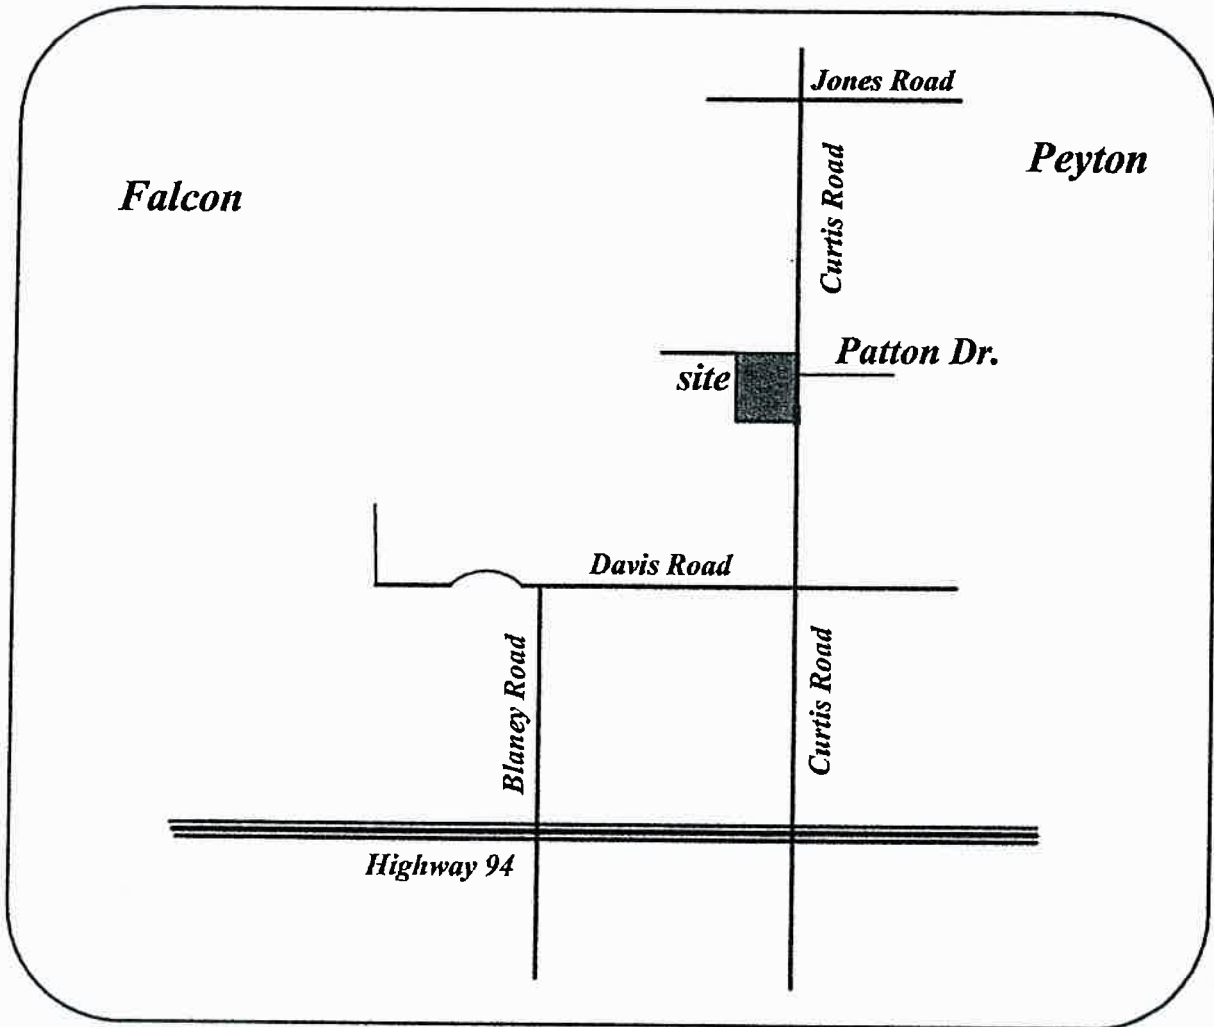 Jones Road
Peyton
Falcon
Curtis Road
Patton Dr.
site
Davis Road
Blaney Road
Curtis Road
Highway 94